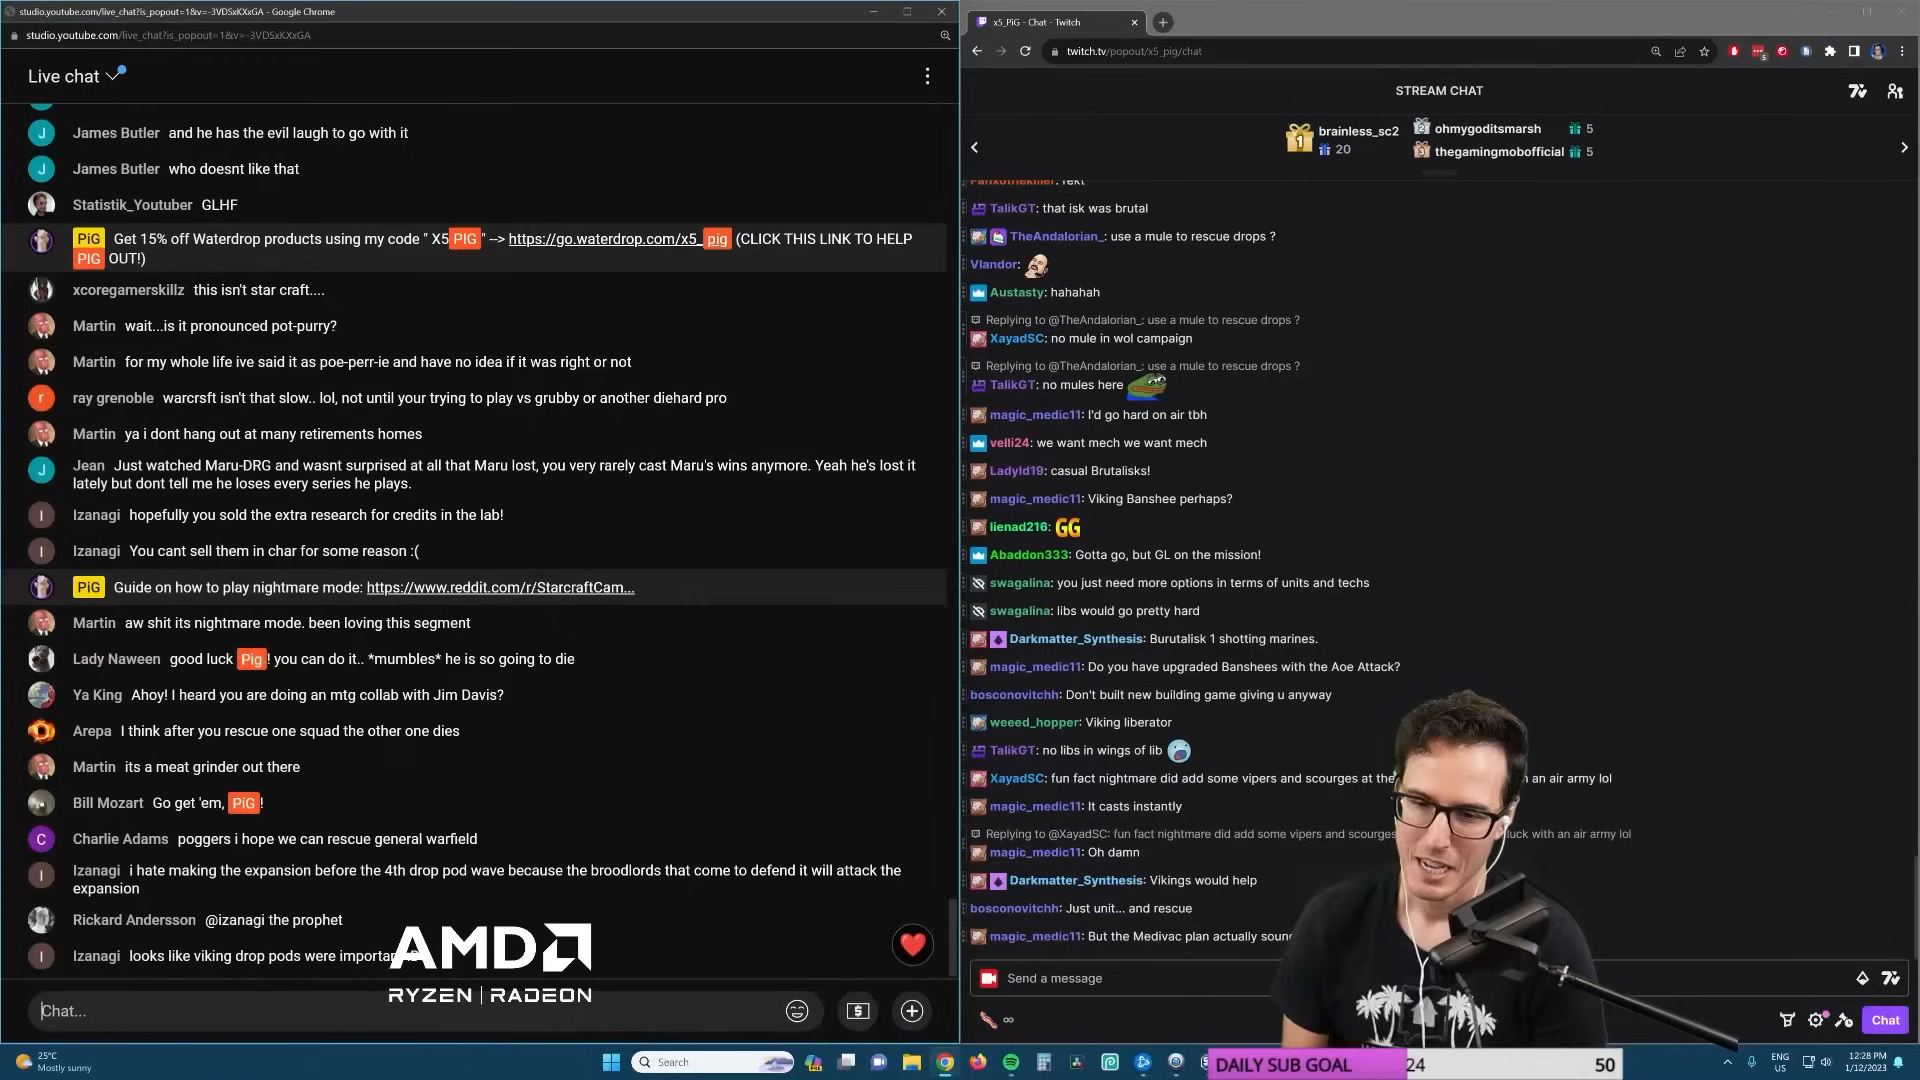 studio.youtube.com/live_chat?is_popout=1&v=-3VDSxKXxGA - Google Chrome
studio.youtube.com/live_chat?is_popout=1&v=-3VDSxKXxGA
Live chat
James Butler and he has the evil laugh to go with it
James Butler who doesnt like that
Statistik_Youtuber GLHF
PiG Get 15% off Waterdrop products using my code " X5PIG" --> https://go.waterdrop.com/x5_pig (CLICK THIS LINK TO HELP
PIG OUT!)
xcoregamerskillz this isn't star craft....
Martin wait...is it pronounced pot-purry?
Martin for my whole life ive said it as poe-perr-ie and have no idea if it was right or not
ray grenoble warcrsft isn't that slow.. lol, not until your trying to play vs grubby or another diehard pro
Martin ya i dont hang out at many retirements homes
Jean Just watched Maru-DRG and wasnt surprised at all that Maru lost, you very rarely cast Maru's wins anymore. Yeah he's lost it
lately but dont tell me he loses every series he plays.
Izanagi hopefully you sold the extra research for credits in the lab!
Izanagi You cant sell them in char for some reason :(
PiG Guide on how to play nightmare mode: https://www.reddit.com/r/StarcraftCam...
Martin aw shit its nightmare mode. been loving this segment
Lady Naween good luck Pig! you can do it.. *mumbles* he is so going to die
Ya King Ahoy! I heard you are doing an mtg collab with Jim Davis?
Arepa I think after you rescue one squad the other one dies
Martin its a meat grinder out there
Bill Mozart Go get 'em, PiG!
Charlie Adams poggers i hope we can rescue general warfield
Izanagi i hate making the expansion before the 4th drop pod wave because the broodlords that come to defend it will attack the
expansion
Rickard Andersson @izanagi the prophet
Izanagi looks like viking drop pods were importa
AMD
RYZEN | RADEON
Chat...
25°C
Mostly sunny
Search
x5_PiG - Chat - Twitch
twitch.tv/popout/x5_pig/chat
STREAM CHAT
1 brainless_sc2
20
2 ohmygoditsmarsh 5
3 thegamingmobofficial 5
TalikGT: that isk was brutal
TheAndalorian_: use a mule to rescue drops ?
Vlandor:
Austasty: hahahah
Replying to @TheAndalorian_: use a mule to rescue drops ?
XayadSC: no mule in wol campaign
Replying to @TheAndalorian_: use a mule to rescue drops ?
TalikGT: no mules here
magic_medic11: I'd go hard on air tbh
velli24: we want mech we want mech
Ladyld19: casual Brutalisks!
magic_medic11: Viking Banshee perhaps?
lienad216: GG
Abaddon333: Gotta go, but GL on the mission!
swagalina: you just need more options in terms of units and techs
swagalina: libs would go pretty hard
Darkmatter_Synthesis: Burutalisk 1 shotting marines.
magic_medic11: Do you have upgraded Banshees with the Aoe Attack?
bosconovitchh: Don't built new building game giving u anyway
weeed_hopper: Viking liberator
TalikGT: no libs in wings of lib
XayadSC: fun fact nightmare did add some vipers and scourges at the an air army lol
magic_medic11: It casts instantly
Replying to @XayadSC: fun fact nightmare did add some vipers and scourges luck with an air army lol
magic_medic11: Oh damn
Darkmatter_Synthesis: Vikings would help
bosconovitchh: Just unit... and rescue
magic_medic11: But the Medivac plan actually soun
Send a message
∞
Chat
DAILY SUB GOAL 24 50
ENG
US
12:28 PM
1/12/2023